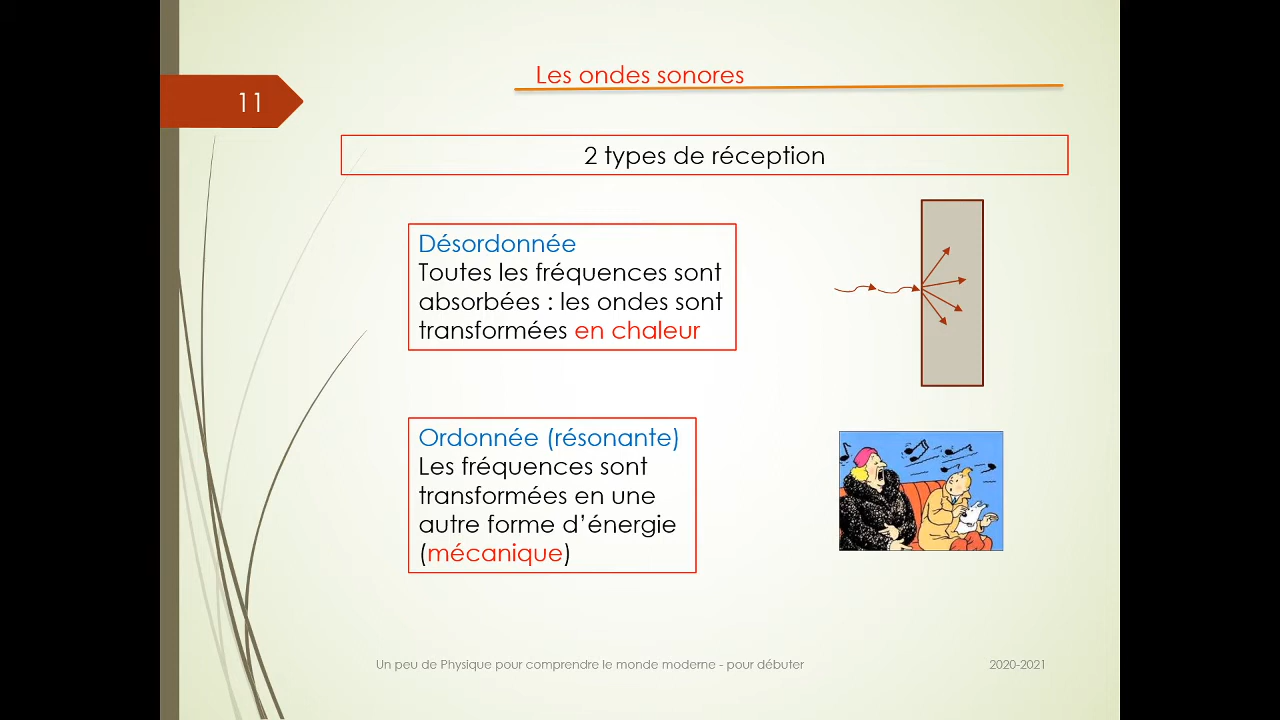 Les ondes sonores
11
2 types de réception
Désordonnée
Toutes les fréquences sont
absorbées : les ondes sont
transformées en chaleur
Ordonnée (résonante)
Les fréquences sont
transformées en une
autre forme d’énergie
(mécanique)
Un peu de Physique pour comprendre le monde moderne - pour débuter
2020-2021